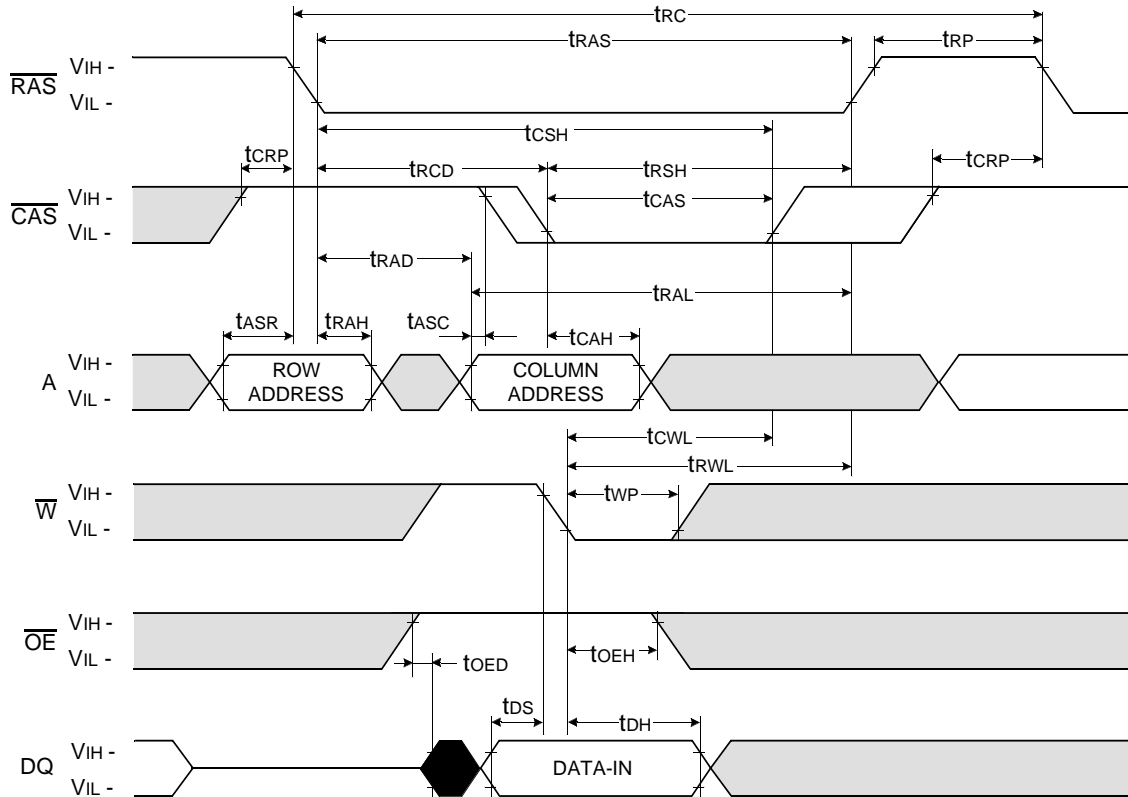 tRC
tRAS
tRP
RAS
VIH -
VIL -
tCSH
tCRP
tRCD
tRSH
tCRP
CAS
VIH -
VIL -
tCAS
tRAD
tRAL
tASR
tRAH
tASC
tCAH
A
VIH -
VIL -
ROW
ADDRESS
COLUMN
ADDRESS
tCWL
tRWL
W
VIH -
VIL -
tWP
OE
VIH -
VIL -
tOED
tOEH
tDS
tDH
DQ
VIH -
VIL -
DATA-IN